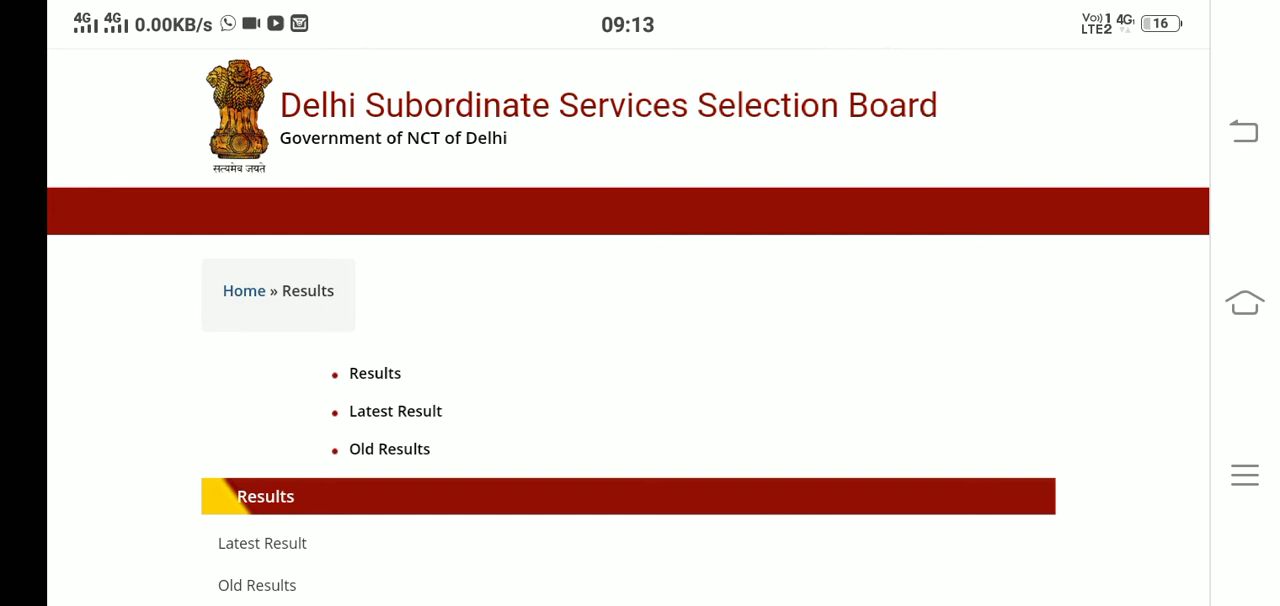 4G 4G 0.00KB/s 09:13 Vo)) 1 4G 16
LTE2
Delhi Subordinate Services Selection Board
Government of NCT of Delhi
सत्यमेव जयते
Home » Results
Results
Latest Result
Old Results
Results
Latest Result
Old Results